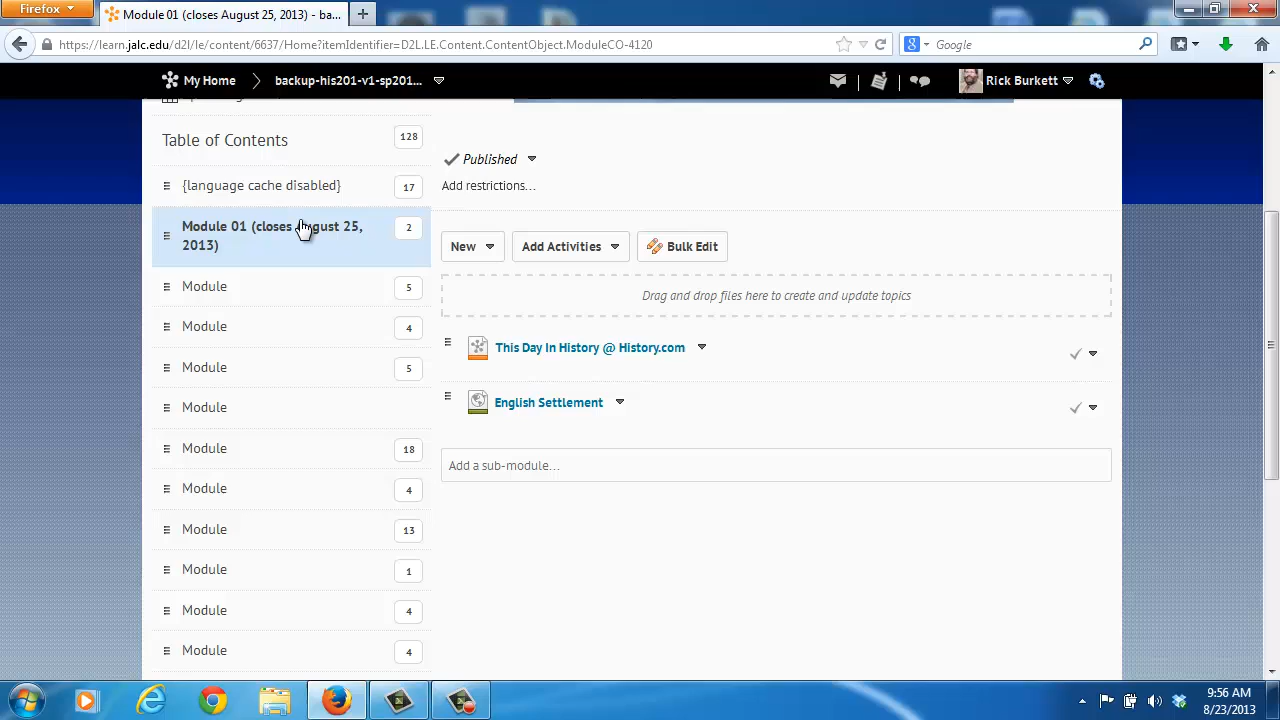 Firefox
Module 01 (closes August 25, 2013) - ba...
https://learn.jalc.edu/d2l/le/content/6637/Home?itemIdentifier=D2L.LE.Content.ContentObject.ModuleCO-4120
Google
My Home
backup-his201-v1-sp201...
Rick Burkett
Table of Contents
128
Published
{language cache disabled}
17
Add restrictions...
Module 01 (closes August 25,
2013)
2
New
Add Activities
Bulk Edit
Module
5
Drag and drop files here to create and update topics
Module
4
This Day In History @ History.com
Module
5
English Settlement
Module
Module
18
Add a sub-module...
Module
4
Module
13
Module
1
Module
4
Module
4
9:56 AM
8/23/2013